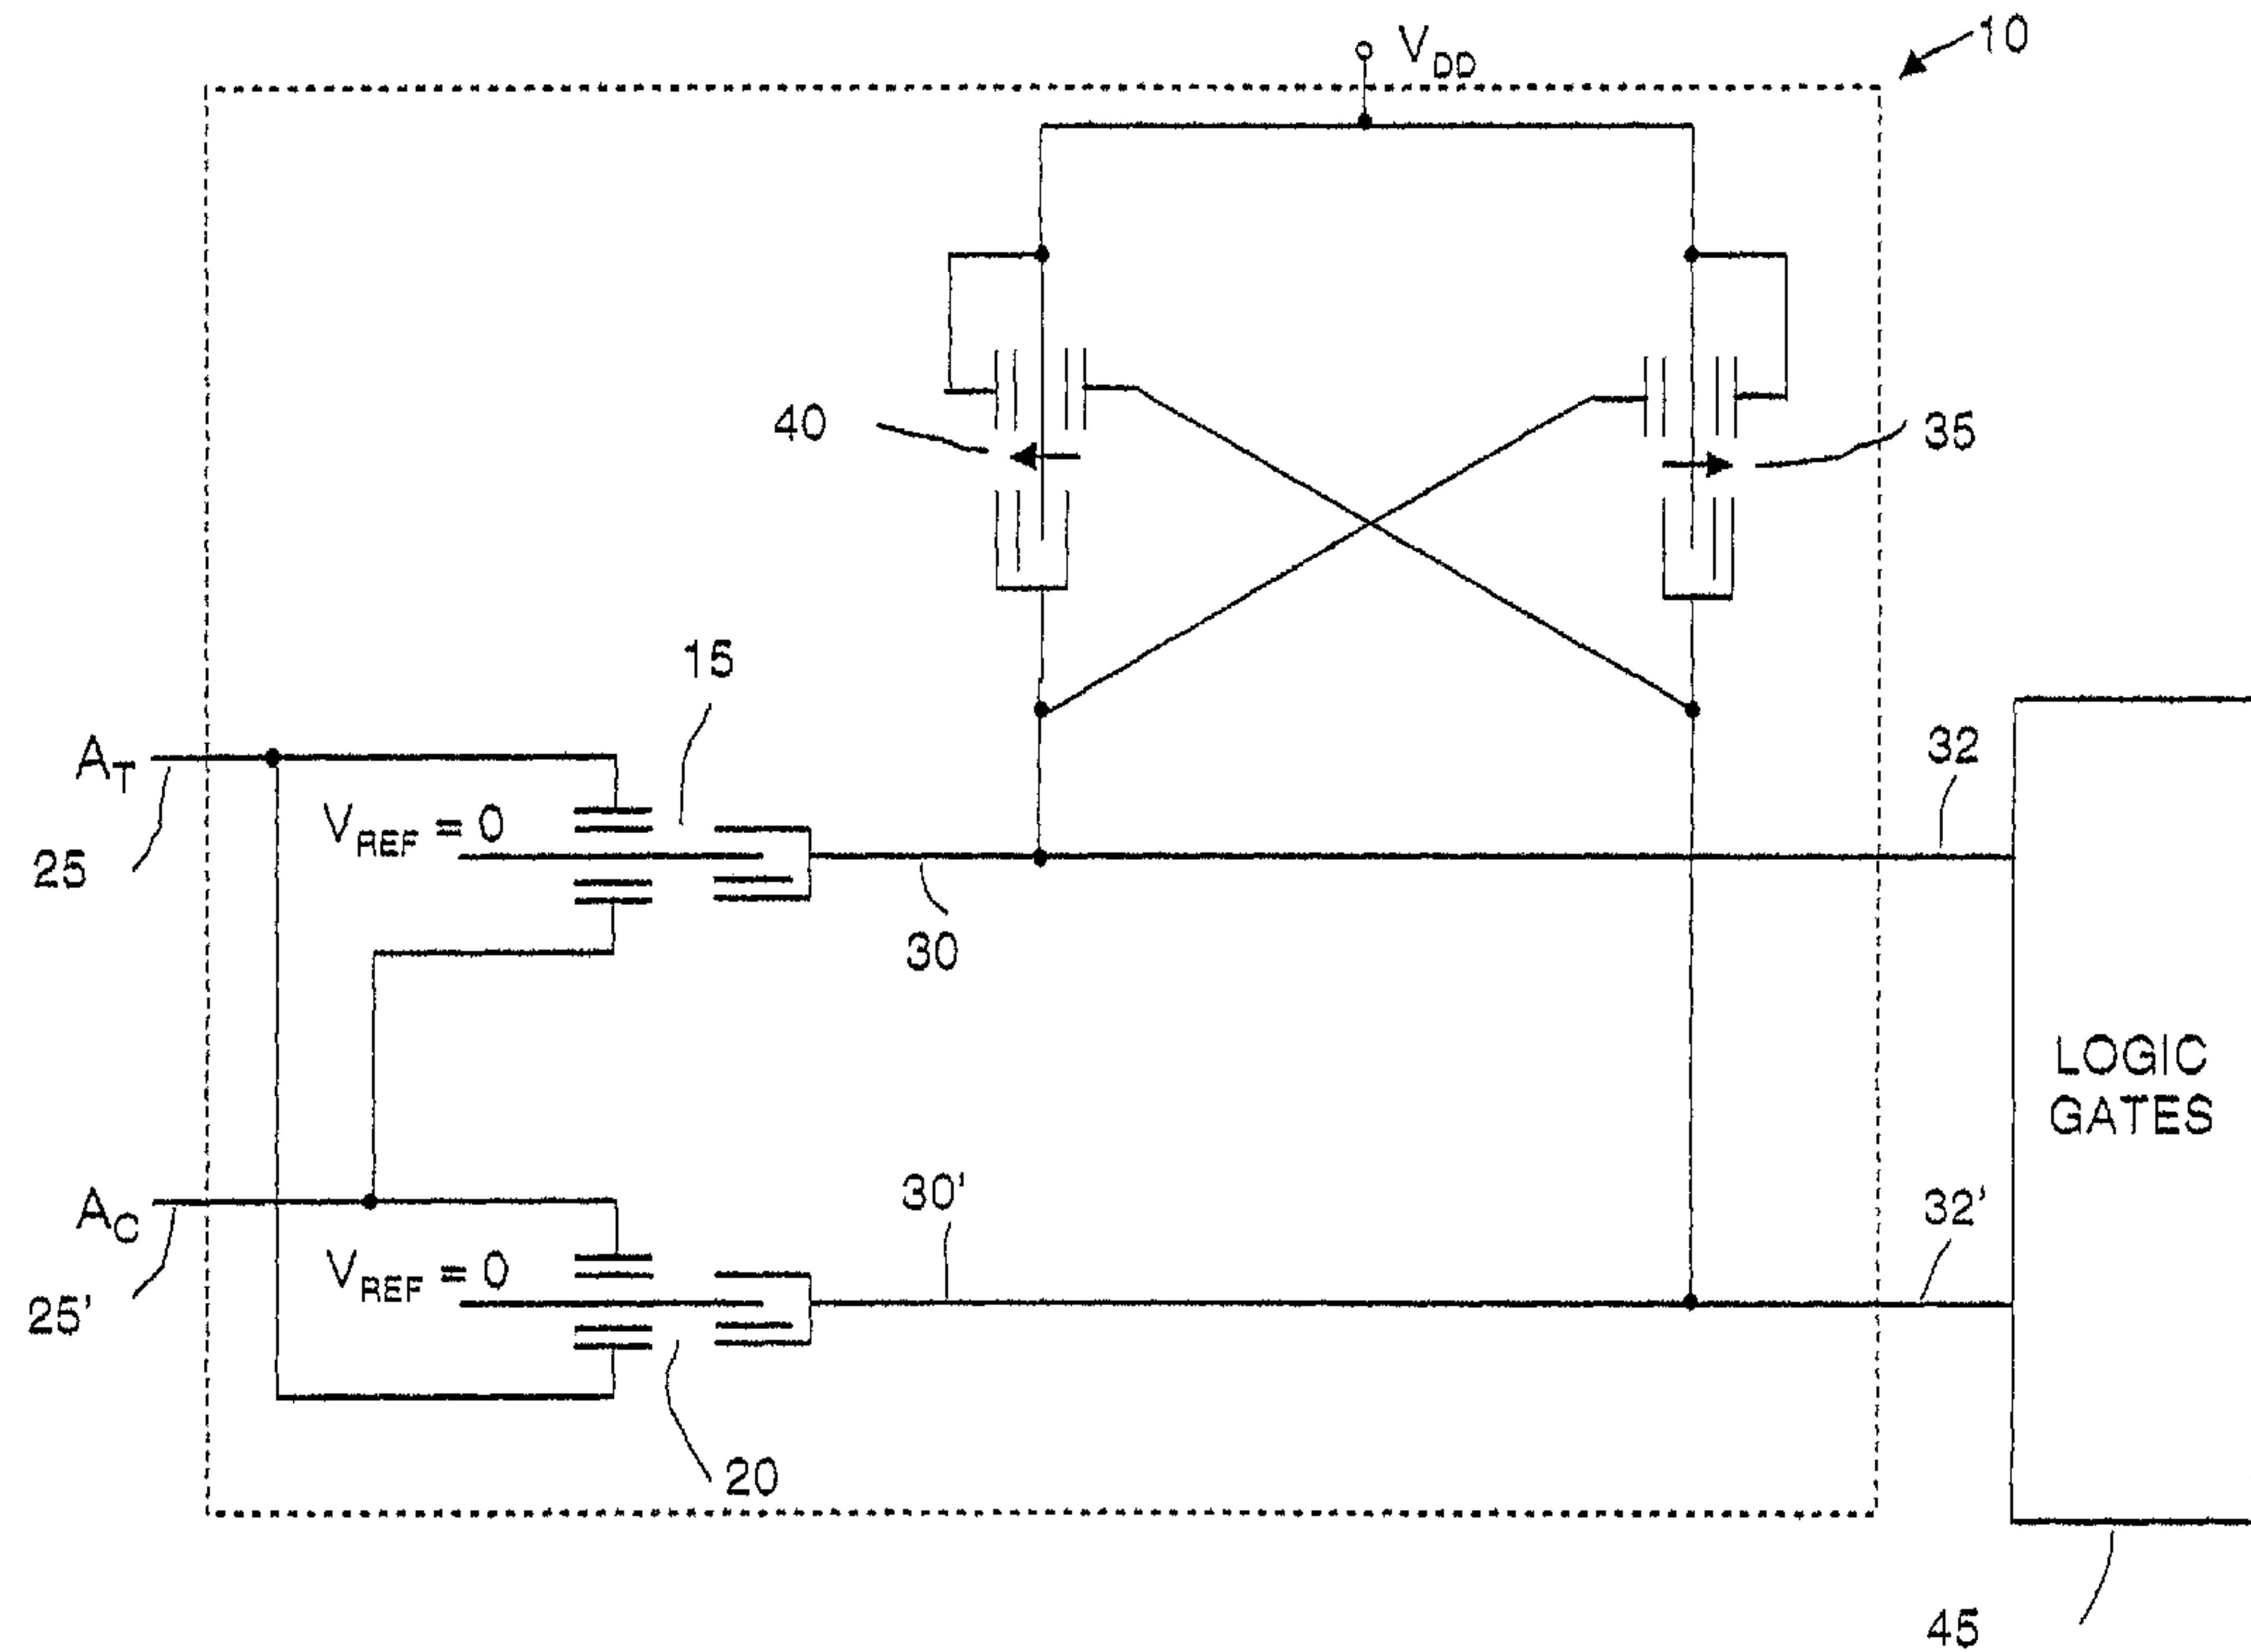 10
V_DD
40
35
15
A_T
V_REF = 0
25
30
32
LOGIC
GATES
A_C
V_REF = 0
25'
30'
32'
20
45